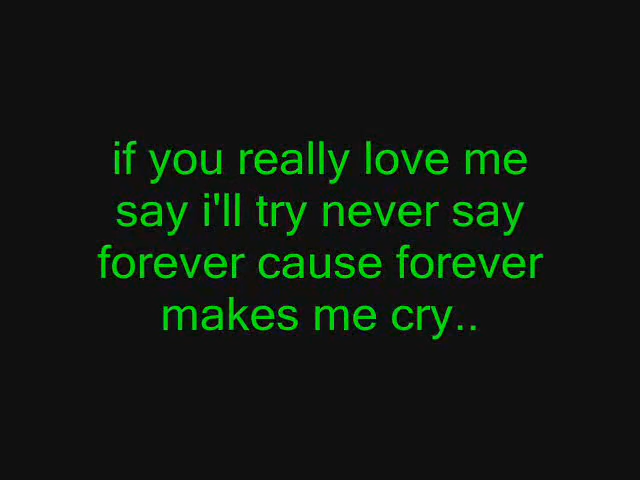 if you really love me
say i'll try never say
forever cause forever
makes me cry..